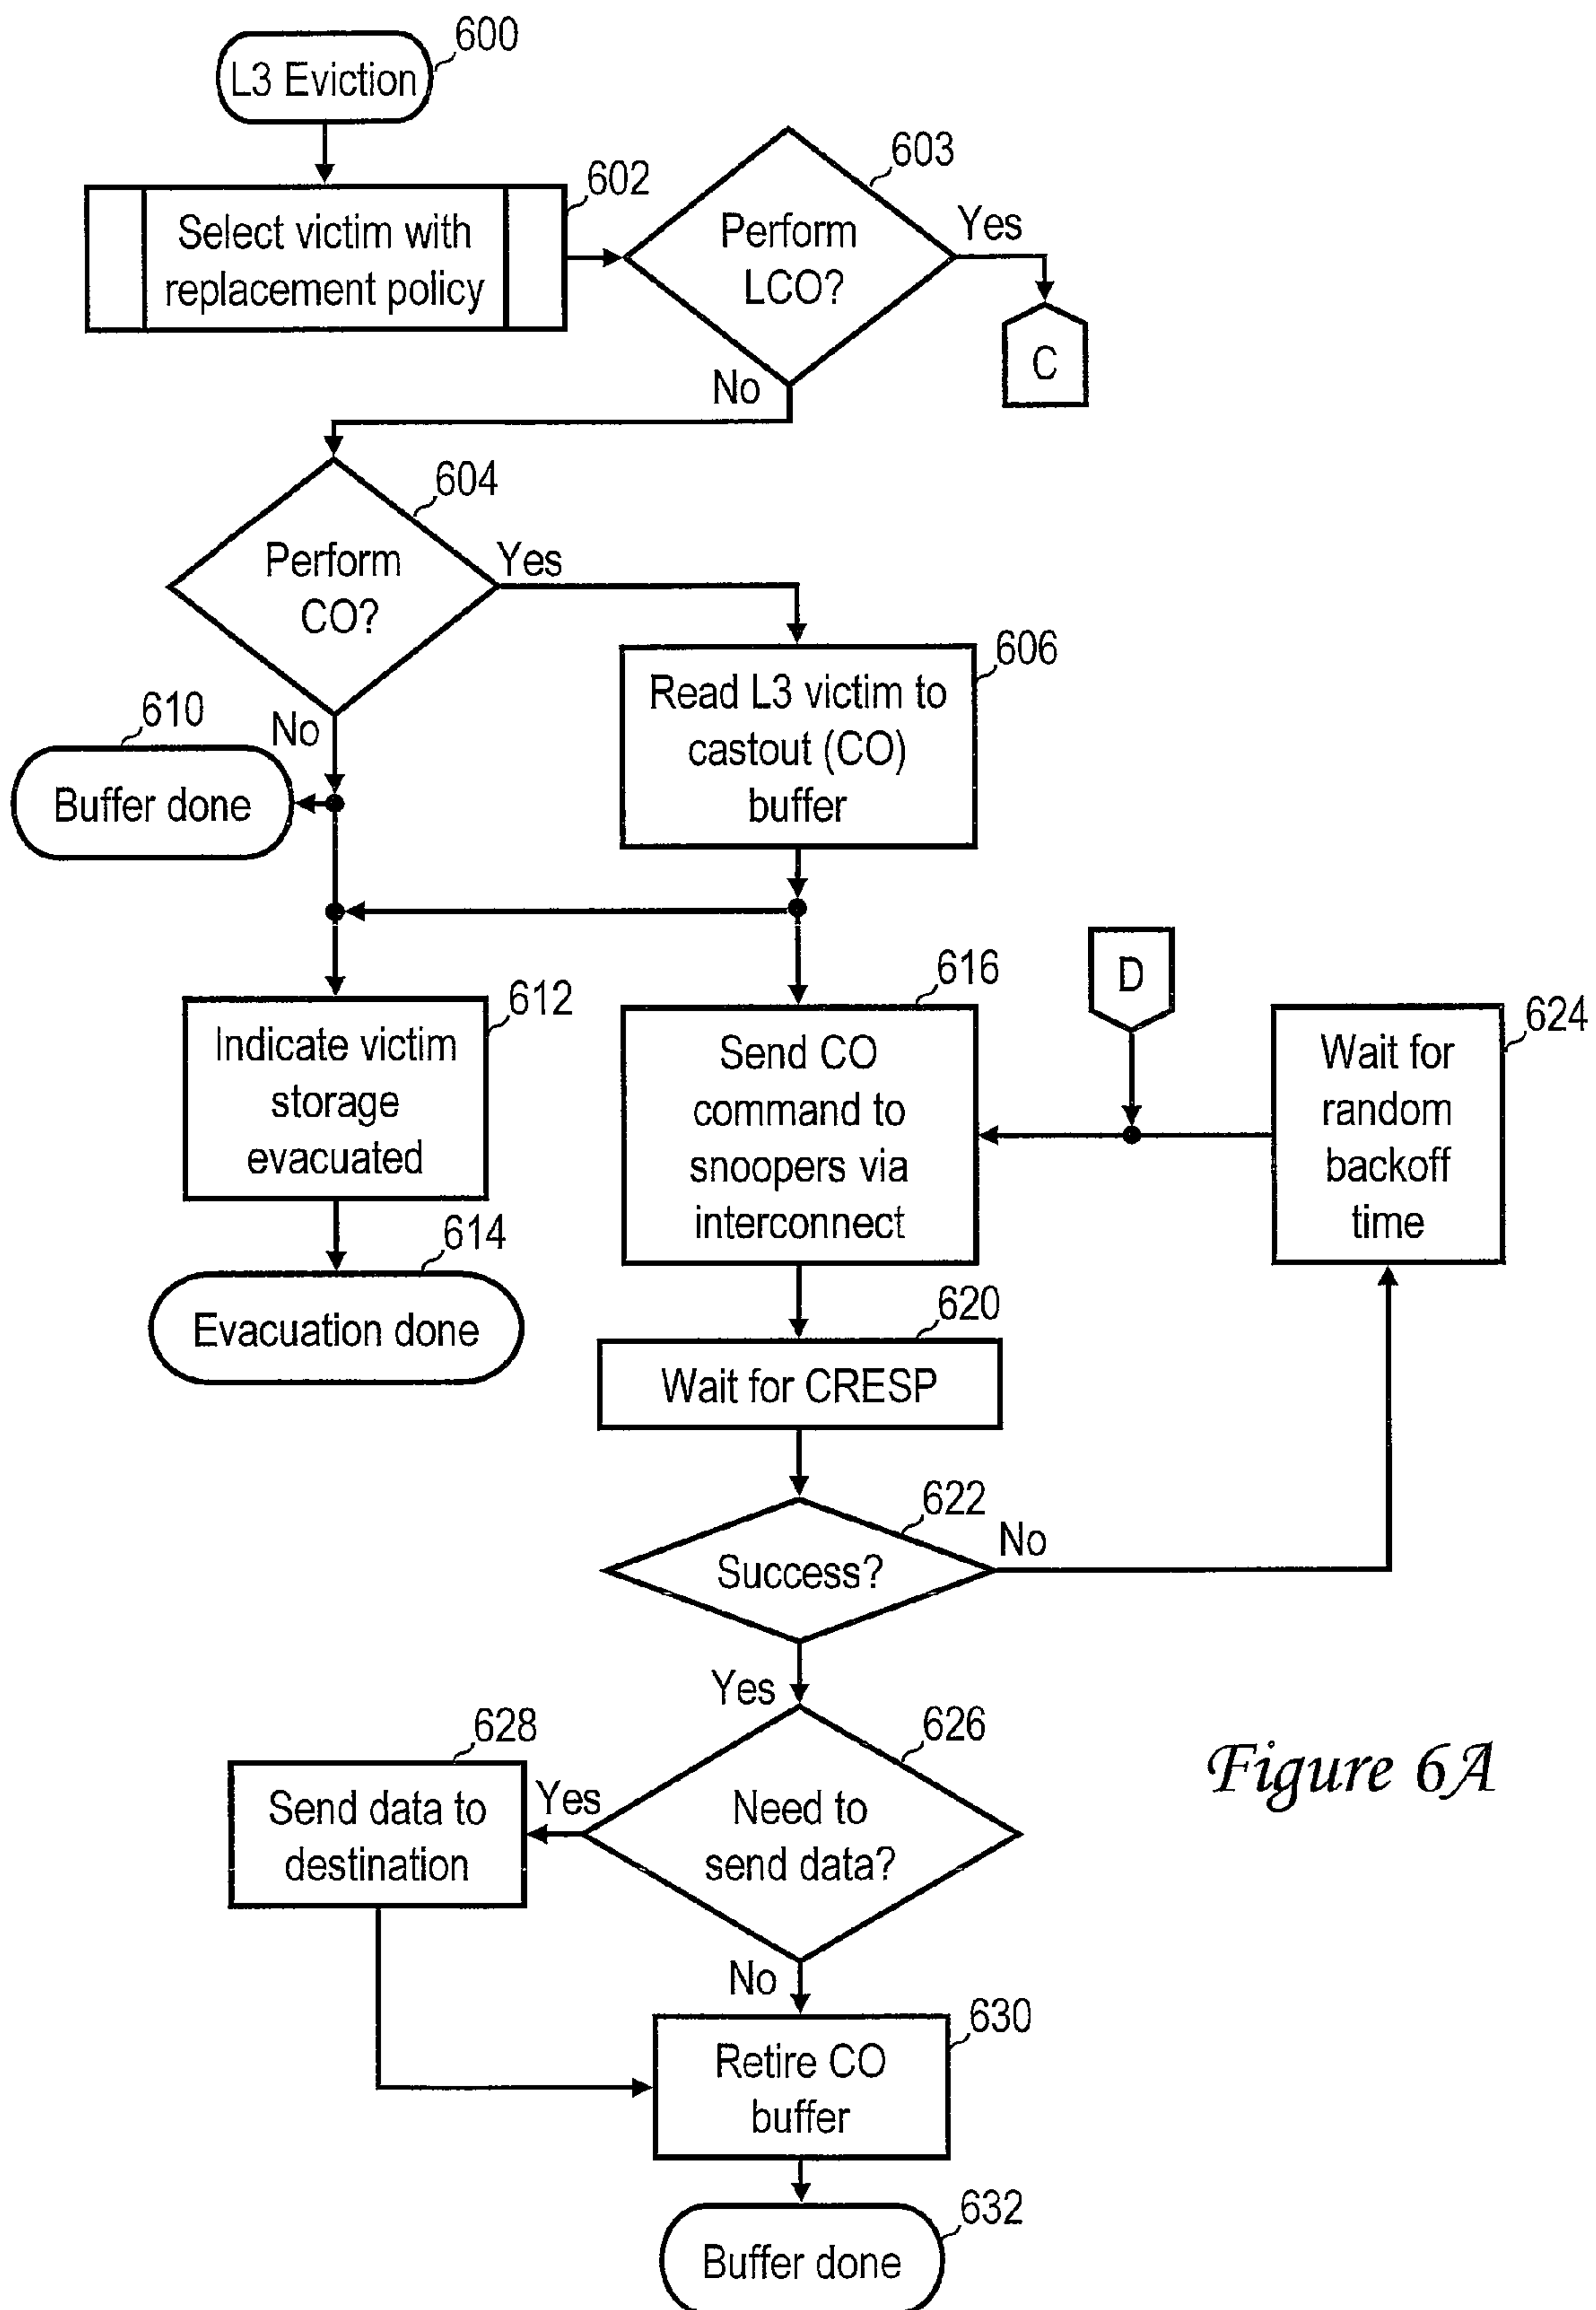 600
L3 Eviction
602
Select victim with
replacement policy
603
Perform
LCO?
Yes
C
No
604
Perform
CO?
Yes
606
Read L3 victim to
castout (CO)
buffer
No
610
Buffer done
612
Indicate victim
storage
evacuated
614
Evacuation done
616
Send CO
command to
snoopers via
interconnect
D
624
Wait for
random
backoff
time
620
Wait for CRESP
622
Success?
No
Yes
626
Need to
send data?
Yes
628
Send data to
destination
No
630
Retire CO
buffer
632
Buffer done
Figure 6A